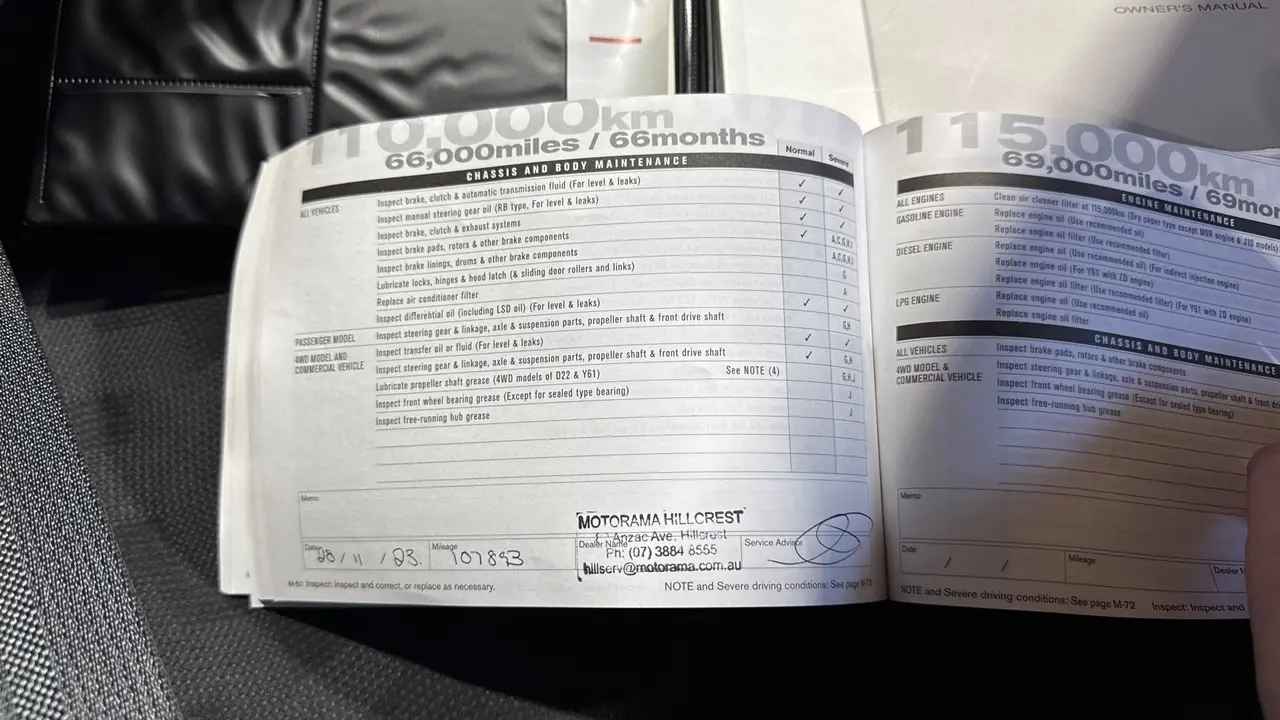 OWNER'S MANUAL
110,000km
66,000miles / 66months
Normal
Severe
CHASSIS AND BODY MAINTENANCE
ALL VEHICLES
Inspect brake, clutch & automatic transmission fluid (For level & leaks) ✓ ✓
Inspect manual steering gear oil (RB type, For level & leaks) ✓ ✓
Inspect brake, clutch & exhaust systems ✓ ✓
Inspect brake pads, rotors & other brake components ✓ A,C,G,H,I
Inspect brake linings, drums & other brake components A,C,G,H,I
Lubricate locks, hinges & hood latch (& sliding door rollers and links) G
Replace air conditioner filter A
Inspect differential oil (including LSD oil) (For level & leaks) ✓ ✓
PASSENGER MODEL
Inspect steering gear & linkage, axle & suspension parts, propeller shaft & front drive shaft G,H
4WD MODEL AND COMMERCIAL VEHICLE
Inspect transfer oil or fluid (For level & leaks) ✓ ✓
Inspect steering gear & linkage, axle & suspension parts, propeller shaft & front drive shaft ✓ G,H
Lubricate propeller shaft grease (4WD models of D22 & Y61) See NOTE (4) G,H,J
Inspect front wheel bearing grease (Except for sealed type bearing) J
Inspect free-running hub grease J
Memo
Date 28/11/23. Mileage 107893 Dealer Name Service Advisor
MOTORAMA HILLCREST
Anzac Ave, Hillcrest
Ph: (07) 3884 8555
hillserv@motorama.com.au
M-60 Inspect: Inspect and correct, or replace as necessary.
NOTE and Severe driving conditions: See page M-72
115,000km
69,000miles / 69mon
ENGINE MAINTENANCE
ALL ENGINES
Clean air cleaner filter at 115,000km (Dry paper type except M9R engine & J10 models)
GASOLINE ENGINE
Replace engine oil (Use recommended oil)
Replace engine oil filter (Use recommended filter)
DIESEL ENGINE
Replace engine oil (Use recommended oil) (For indirect injection engine)
Replace engine oil (For Y61 with ZD engine)
Replace engine oil filter (Use recommended filter) (For Y61 with ZD engine)
LPG ENGINE
Replace engine oil (Use recommended oil)
Replace engine oil filter
CHASSIS AND BODY MAINTENANCE
ALL VEHICLES
Inspect brake pads, rotors & other brake components
4WD MODEL & COMMERCIAL VEHICLE
Inspect steering gear & linkage, axle & suspension parts, propeller shaft & front
Inspect front wheel bearing grease (Except for sealed type bearing)
Inspect free-running hub grease
Memo
Date / / Mileage Dealer
NOTE and Severe driving conditions: See page M-72 Inspect: Inspect and